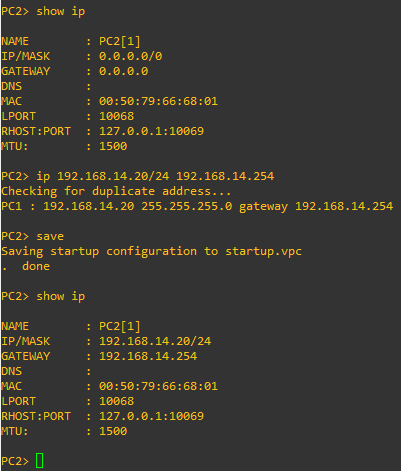 PC2> show ip
NAME        : PC2[1]
IP/MASK     : 0.0.0.0/0
GATEWAY     : 0.0.0.0
DNS         :
MAC         : 00:50:79:66:68:01
LPORT       : 10068
RHOST:PORT  : 127.0.0.1:10069
MTU:        : 1500
PC2> ip 192.168.14.20/24 192.168.14.254
Checking for duplicate address...
PC1 : 192.168.14.20 255.255.255.0 gateway 192.168.14.254
PC2> save
Saving startup configuration to startup.vpc
.  done
PC2> show ip
NAME        : PC2[1]
IP/MASK     : 192.168.14.20/24
GATEWAY     : 192.168.14.254
DNS         :
MAC         : 00:50:79:66:68:01
LPORT       : 10068
RHOST:PORT  : 127.0.0.1:10069
MTU:        : 1500
PC2>